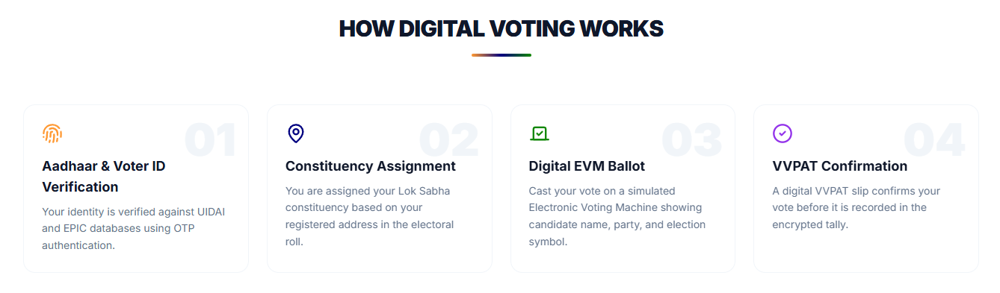 HOW DIGITAL VOTING WORKS
01
Aadhaar & Voter ID
Verification
Your identity is verified against UIDAI
and EPIC databases using OTP
authentication.
02
Constituency Assignment
You are assigned your Lok Sabha
constituency based on your
registered address in the electoral
roll.
03
Digital EVM Ballot
Cast your vote on a simulated
Electronic Voting Machine showing
candidate name, party, and election
symbol.
04
VVPAT Confirmation
A digital VVPAT slip confirms your
vote before it is recorded in the
encrypted tally.